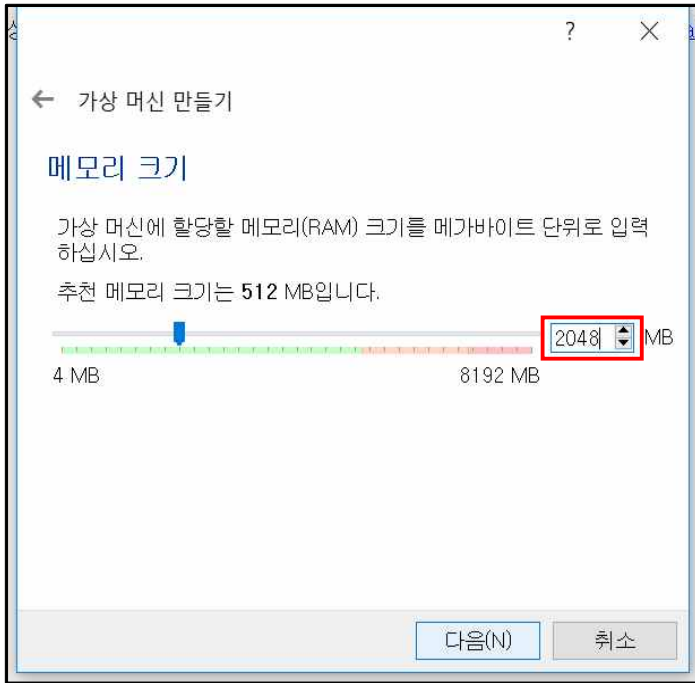 ?
← 가상 머신 만들기
메모리 크기
가상 머신에 할당할 메모리(RAM) 크기를 메가바이트 단위로 입력
하십시오.
추천 메모리 크기는 512 MB입니다.
2048 MB
4 MB 8192 MB
다음(N) 취소